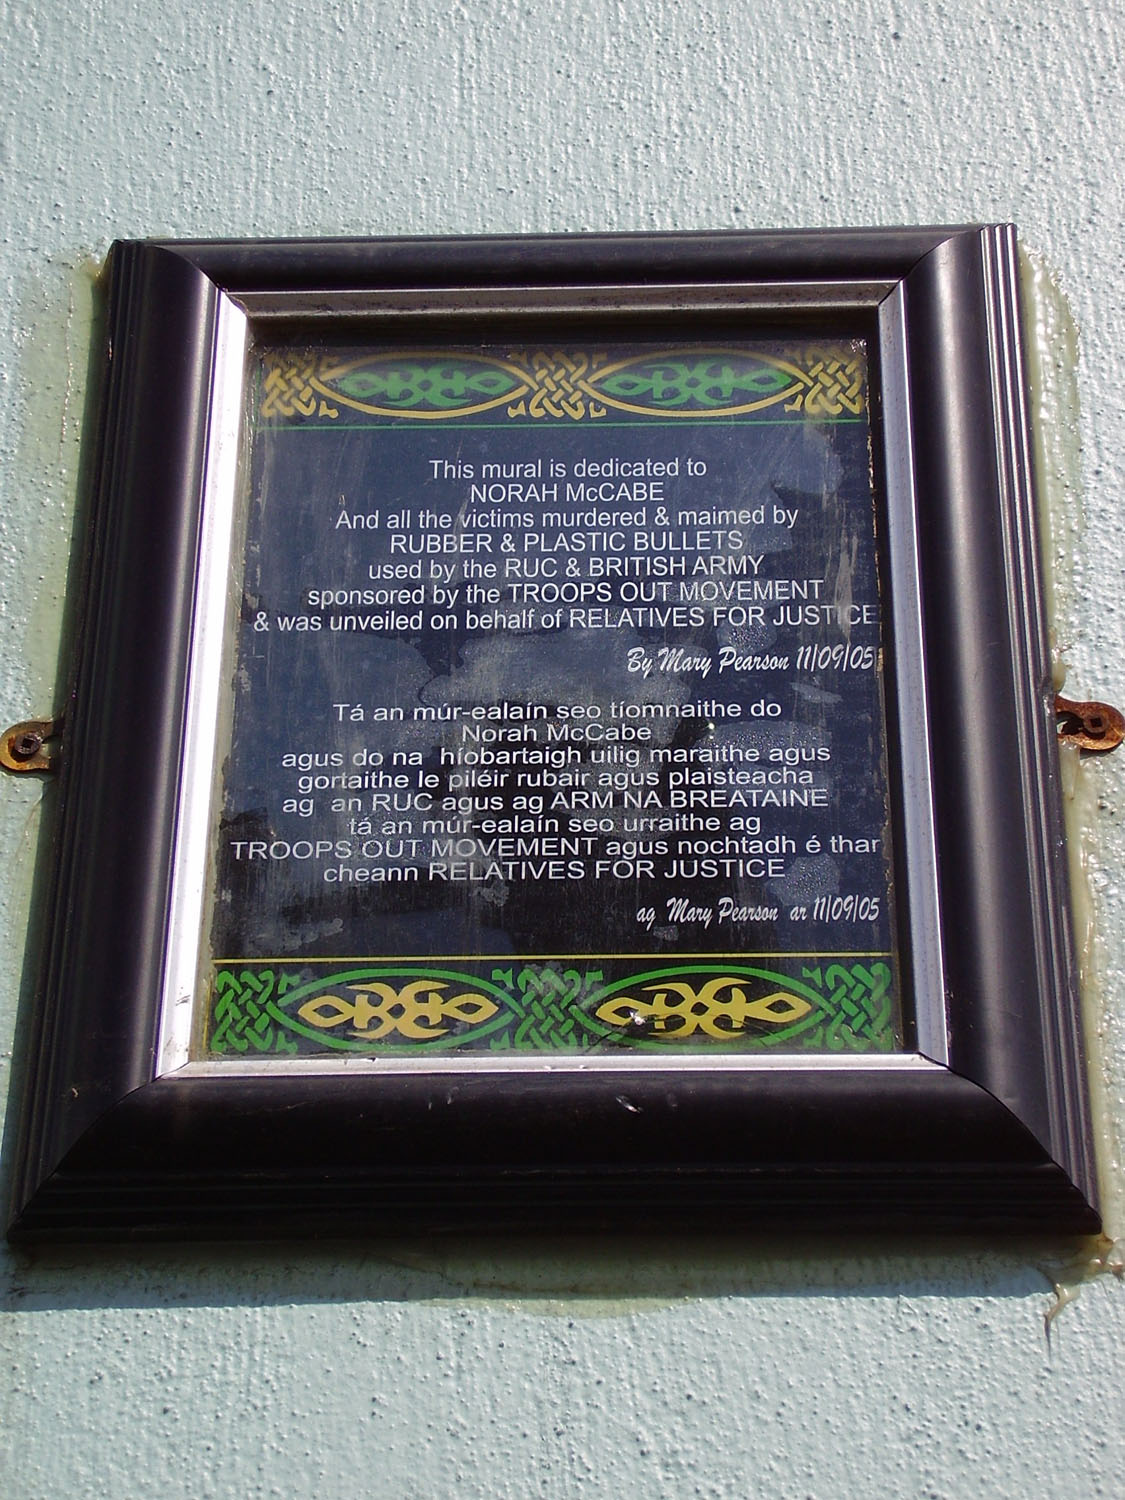 This mural is dedicated to
NORAH McCABE
And all the victims murdered & maimed by
RUBBER & PLASTIC BULLETS
used by the RUC & BRITISH ARMY
sponsored by the TROOPS OUT MOVEMENT
& was unveiled on behalf of RELATIVES FOR JUSTICE
By Mary Pearson 11/09/05
Tá an múr-ealaín seo tíomnaithe do
Norah McCabe
agus do na híobartaigh uilig maraithe agus
gortaithe le piléir rubair agus plaisteacha
ag an RUC agus ag ARM NA BREATAINE
tá an múr-ealaín seo urraithe ag
TROOPS OUT MOVEMENT agus nochtadh é thar
cheann RELATIVES FOR JUSTICE
ag Mary Pearson ar 11/09/05